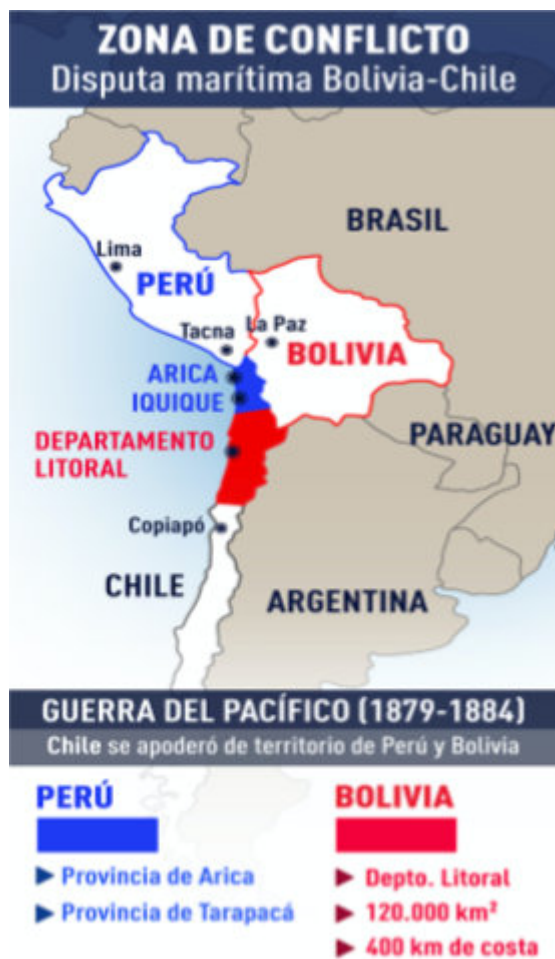 ZONA DE CONFLICTO
Disputa marítima Bolivia-Chile
BRASIL
Lima
PERÚ
Tacna
La Paz
BOLIVIA
ARICA
IQUIQUE
DEPARTAMENTO
LITORAL
PARAGUAY
Copiapó
CHILE
ARGENTINA
GUERRA DEL PACÍFICO (1879-1884)
Chile se apoderó de territorio de Perú y Bolivia
PERÚ
Provincia de Arica
Provincia de Tarapacá
BOLIVIA
Depto. Litoral
120.000 km²
400 km de costa